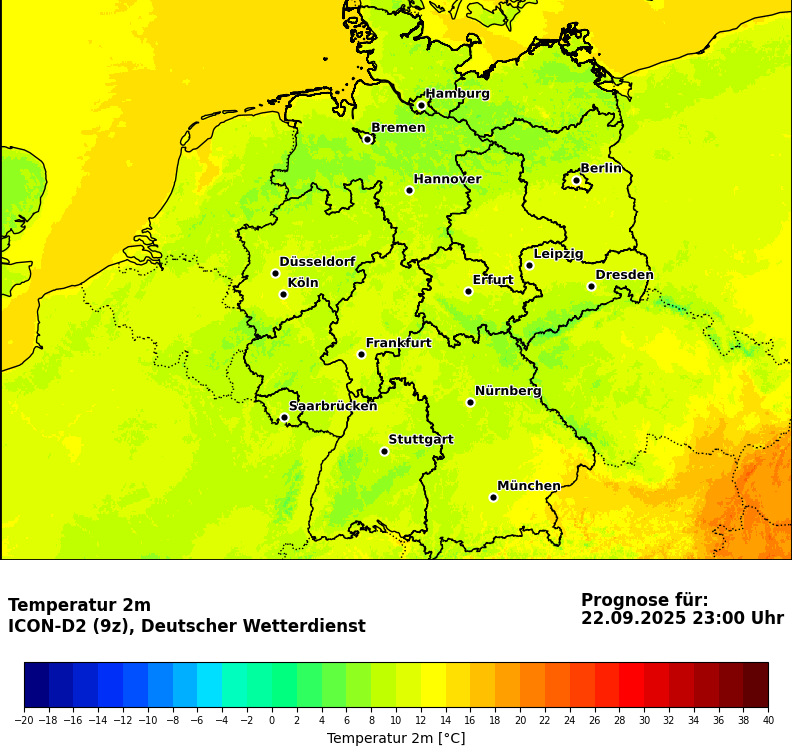 Hamburg
Bremen
Berlin
Hannover
Leipzig
Düsseldorf
Dresden
Köln
Erfurt
Frankfurt
Nürnberg
Saarbrücken
Stuttgart
München
Temperatur 2m
ICON-D2 (9z), Deutscher Wetterdienst
Prognose für:
22.09.2025 23:00 Uhr
−20 −18 −16 −14 −12 −10 −8 −6 −4 −2 0 2 4 6 8 10 12 14 16 18 20 22 24 26 28 30 32 34 36 38 40
Temperatur 2m [°C]